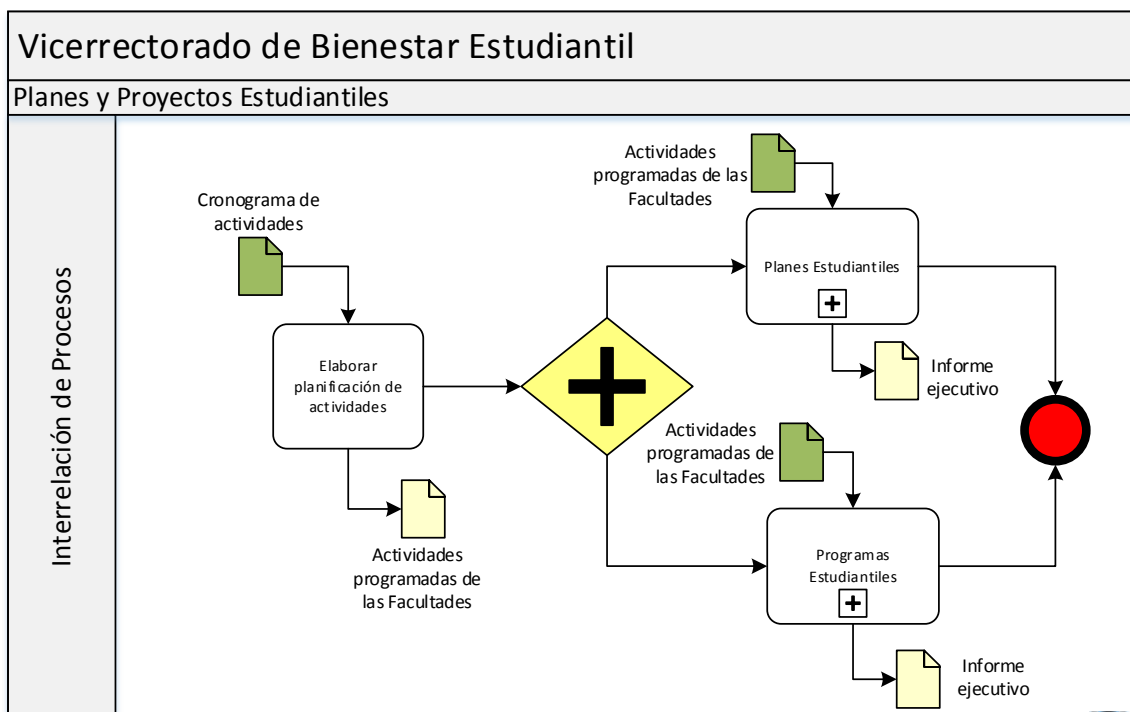 Vicerrectorado de Bienestar Estudiantil
Planes y Proyectos Estudiantiles
Interrelación de Procesos
Cronograma de
actividades
Elaborar
planificación de
actividades
Actividades
programadas de
las Facultades
Actividades
programadas de las
Facultades
Planes Estudiantiles
Informe
ejecutivo
Actividades
programadas de
las Facultades
Programas
Estudiantiles
Informe
ejecutivo